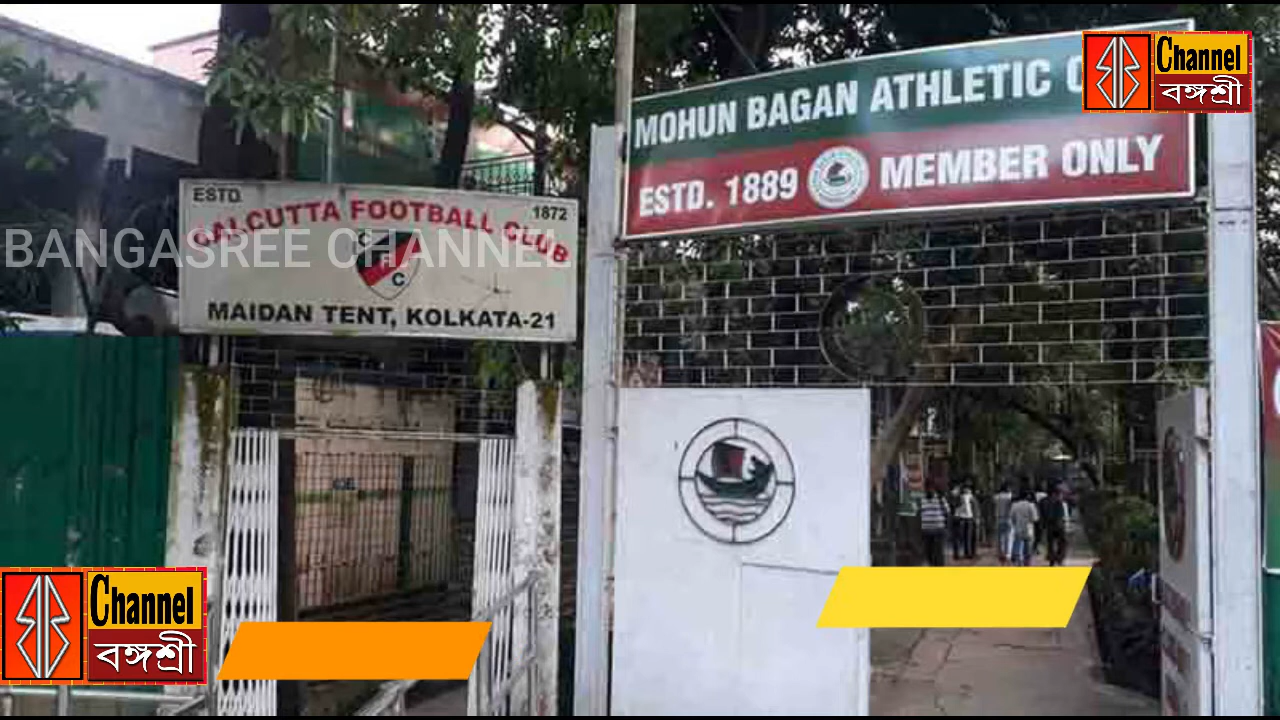 ESTD. 1872
CALCUTTA FOOTBALL CLUB
C
F C
MAIDAN TENT, KOLKATA-21
BANGASREE CHANNEL
MOHUN BAGAN ATHLETIC
ESTD. 1889 MEMBER ONLY
Channel
বঙ্গশ্রী
Channel
বঙ্গশ্রী